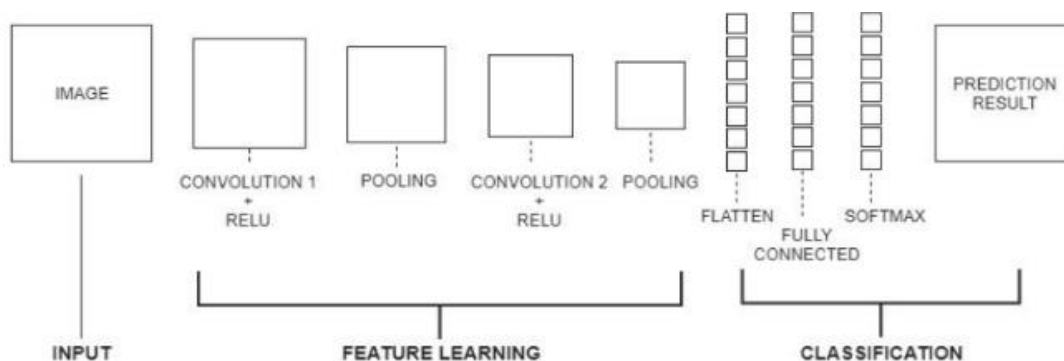 IMAGE
CONVOLUTION 1
+
RELU
POOLING
CONVOLUTION 2
+
RELU
POOLING
FLATTEN
FULLY
CONNECTED
SOFTMAX
PREDICTION
RESULT
INPUT
FEATURE LEARNING
CLASSIFICATION